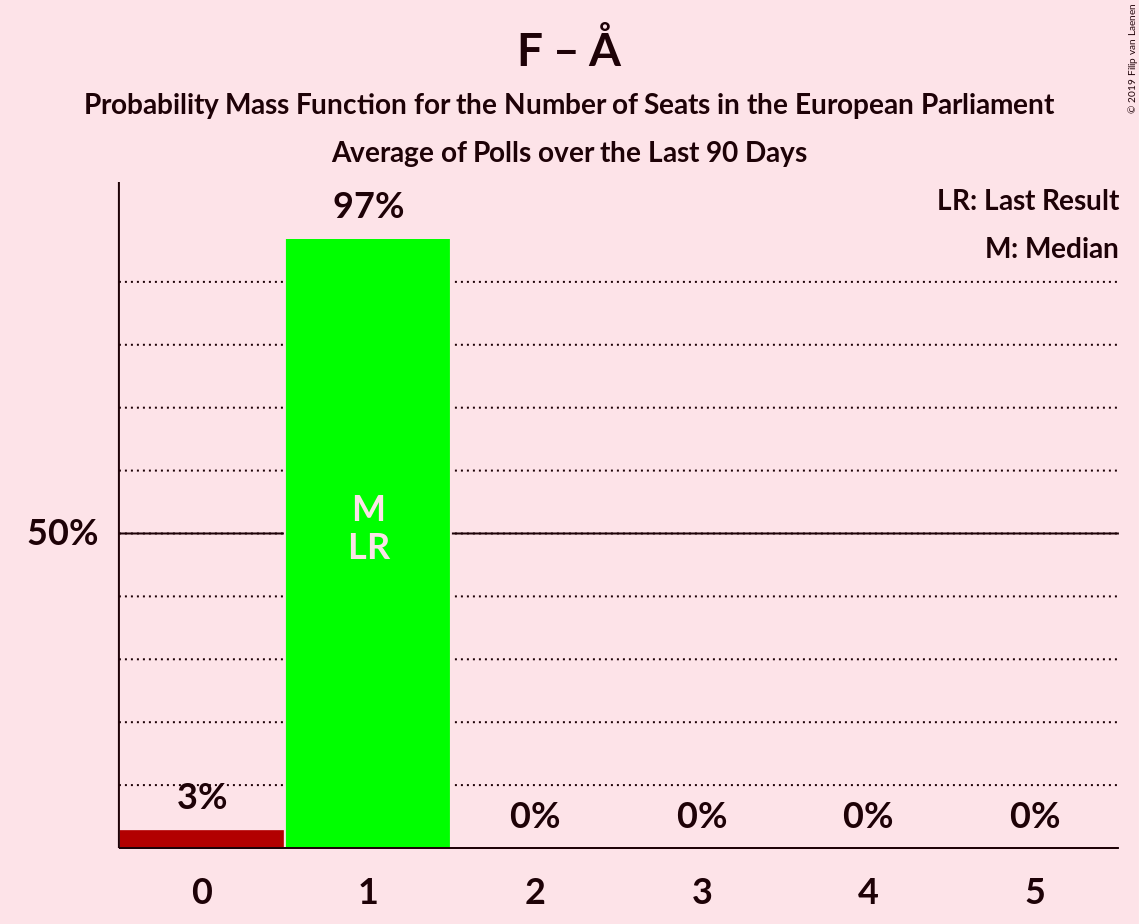 F – Å
Probability Mass Function for the Number of Seats in the European Parliament
Average of Polls over the Last 90 Days
© 2019 Filip van Laenen
LR: Last Result
M: Median
97%
M
LR
50%
3%
0%
0%
0%
0%
0
1
2
3
4
5